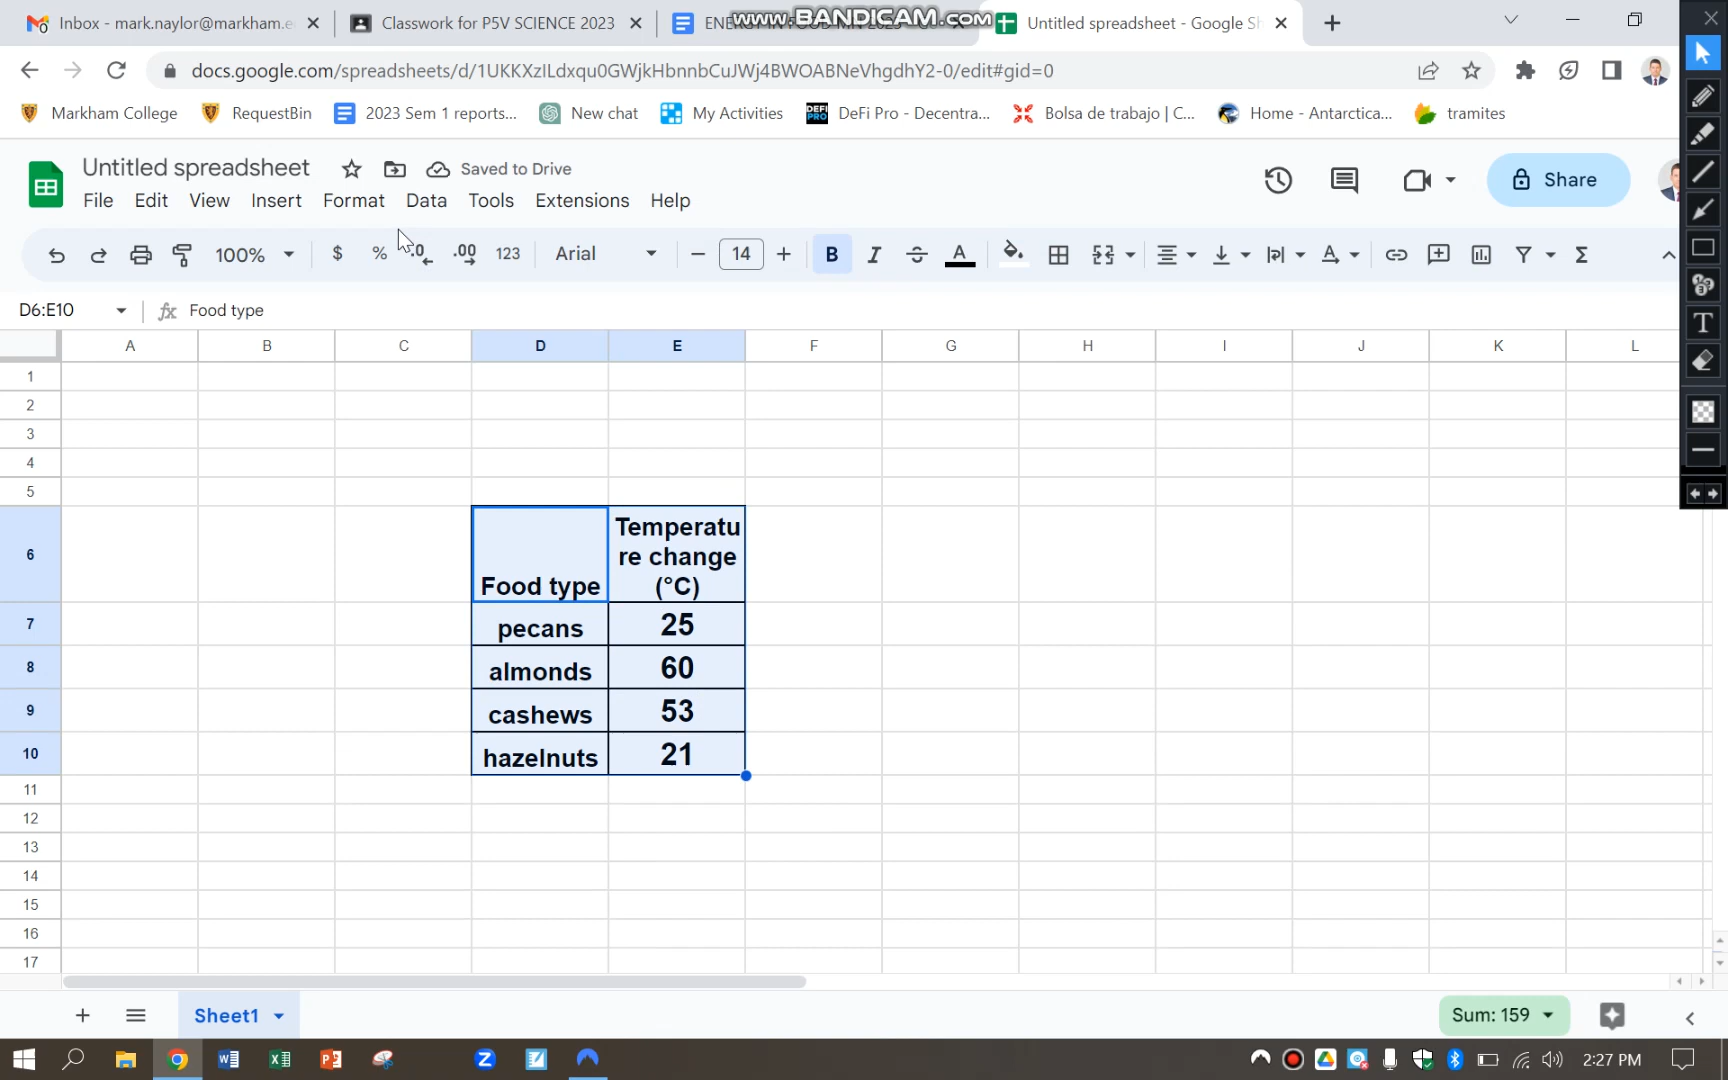 Inbox - mark.naylor@markham.e
Classwork for P5V SCIENCE 2023
www.BANDICAM.com
Untitled spreadsheet - Google Sh
docs.google.com/spreadsheets/d/1UKKXzILdxqu0GWjkHbnnbCuJWj4BWOABNeVhgdhY2-0/edit#gid=0
Markham College
RequestBin
2023 Sem 1 reports...
New chat
My Activities
DEFI PRO
DeFi Pro - Decentra...
Bolsa de trabajo | C...
Home - Antarctica...
tramites
Untitled spreadsheet
Saved to Drive
File Edit View Insert Format Data Tools Extensions Help
Share
100% $ % .0 .00 123 Arial 14 B I S A Σ
D6:E10 fx Food type
A B C D E F G H I J K L
1
2
3
4
5
6
Food type
Temperatu
re change
(°C)
7 pecans 25
8 almonds 60
9 cashews 53
10 hazelnuts 21
11
12
13
14
15
16
17
Sheet1
Sum: 159
2:27 PM